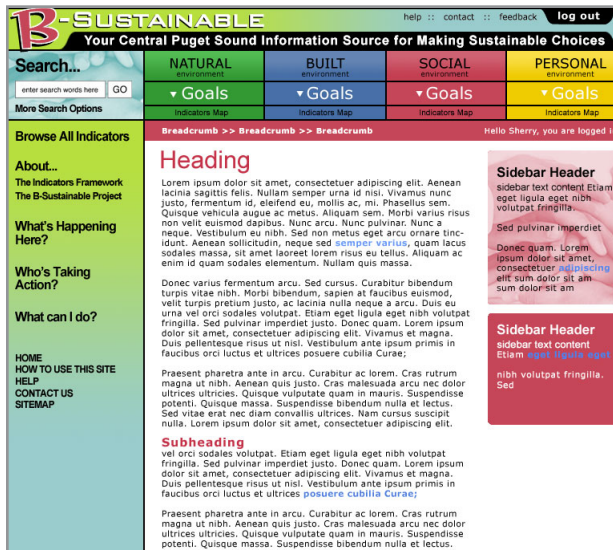 B-SUSTAINABLE
help :: contact :: feedback log out
Your Central Puget Sound Information Source for Making Sustainable Choices
Search...
enter search words here GO
More Search Options
NATURAL
environment
Goals
Indicators Map
BUILT
environment
Goals
Indicators Map
SOCIAL
environment
Goals
Indicators Map
PERSONAL
environment
Goals
Indicators Map
Breadcrumb >> Breadcrumb >> Breadcrumb
Hello Sherry, you are logged i
Browse All Indicators
About...
The Indicators Framework
The B-Sustainable Project
What's Happening
Here?
Who's Taking
Action?
What can I do?
HOME
HOW TO USE THIS SITE
HELP
CONTACT US
SITEMAP
Heading
Lorem ipsum dolor sit amet, consectetuer adipiscing elit. Aenean
lacinia sagittis felis. Nullam semper urna id nisi. Vivamus nunc
justo, fermentum id, eleifend eu, mollis ac, mi. Phasellus sem.
Quisque vehicula augue ac metus. Aliquam sem. Morbi varius risus
non velit euismod dapibus. Nunc arcu. Nunc pulvinar. Nunc a
neque. Vestibulum eu nibh. Sed non metus eget arcu ornare tinc-
idunt. Aenean sollicitudin, neque sed semper varius, quam lacus
sodales massa, sit amet laoreet lorem risus eu tellus. Aliquam ac
enim id quam sodales elementum. Nullam quis massa.
Donec varius fermentum arcu. Sed cursus. Curabitur bibendum
turpis vitae nibh. Morbi bibendum, sapien at faucibus euismod,
velit turpis pretium justo, ac lacinia nulla neque a arcu. Duis eu
urna vel orci sodales volutpat. Etiam eget ligula eget nibh volutpat
fringilla. Sed pulvinar imperdiet justo. Donec quam. Lorem ipsum
dolor sit amet, consectetuer adipiscing elit. Vivamus et magna.
Duis pellentesque risus ut nisl. Vestibulum ante ipsum primis in
faucibus orci luctus et ultrices posuere cubilia Curae;
Praesent pharetra ante in arcu. Curabitur ac lorem. Cras rutrum
magna ut nibh. Aenean quis justo. Cras malesuada arcu nec dolor
ultrices ultricies. Quisque vulputate quam in mauris. Suspendisse
potenti. Quisque massa. Suspendisse bibendum nulla et lectus.
Sed vitae erat nec diam convallis ultrices. Nam cursus suscipit
nulla. Lorem ipsum dolor sit amet, consectetuer adipiscing elit.
Subheading
vel orci sodales volutpat. Etiam eget ligula eget nibh volutpat
fringilla. Sed pulvinar imperdiet justo. Donec quam. Lorem ipsum
dolor sit amet, consectetuer adipiscing elit. Vivamus et magna.
Duis pellentesque risus ut nisl. Vestibulum ante ipsum primis in
faucibus orci luctus et ultrices posuere cubilia Curae;
Praesent pharetra ante in arcu. Curabitur ac lorem. Cras rutrum
magna ut nibh. Aenean quis justo. Cras malesuada arcu nec dolor
ultrices ultricies. Quisque vulputate quam in mauris. Suspendisse
potenti. Quisque massa. Suspendisse bibendum nulla et lectus.
Sidebar Header
sidebar text content Etiam
eget ligula eget nibh
volutpat fringilla.
Sed pulvinar imperdiet
Donec quam. Lorem
ipsum dolor sit amet,
consectetuer adipiscing
elit sum dolor sit am
sum dolor sit am
Sidebar Header
sidebar text content
Etiam eget ligula eget
nibh volutpat fringilla.
Sed